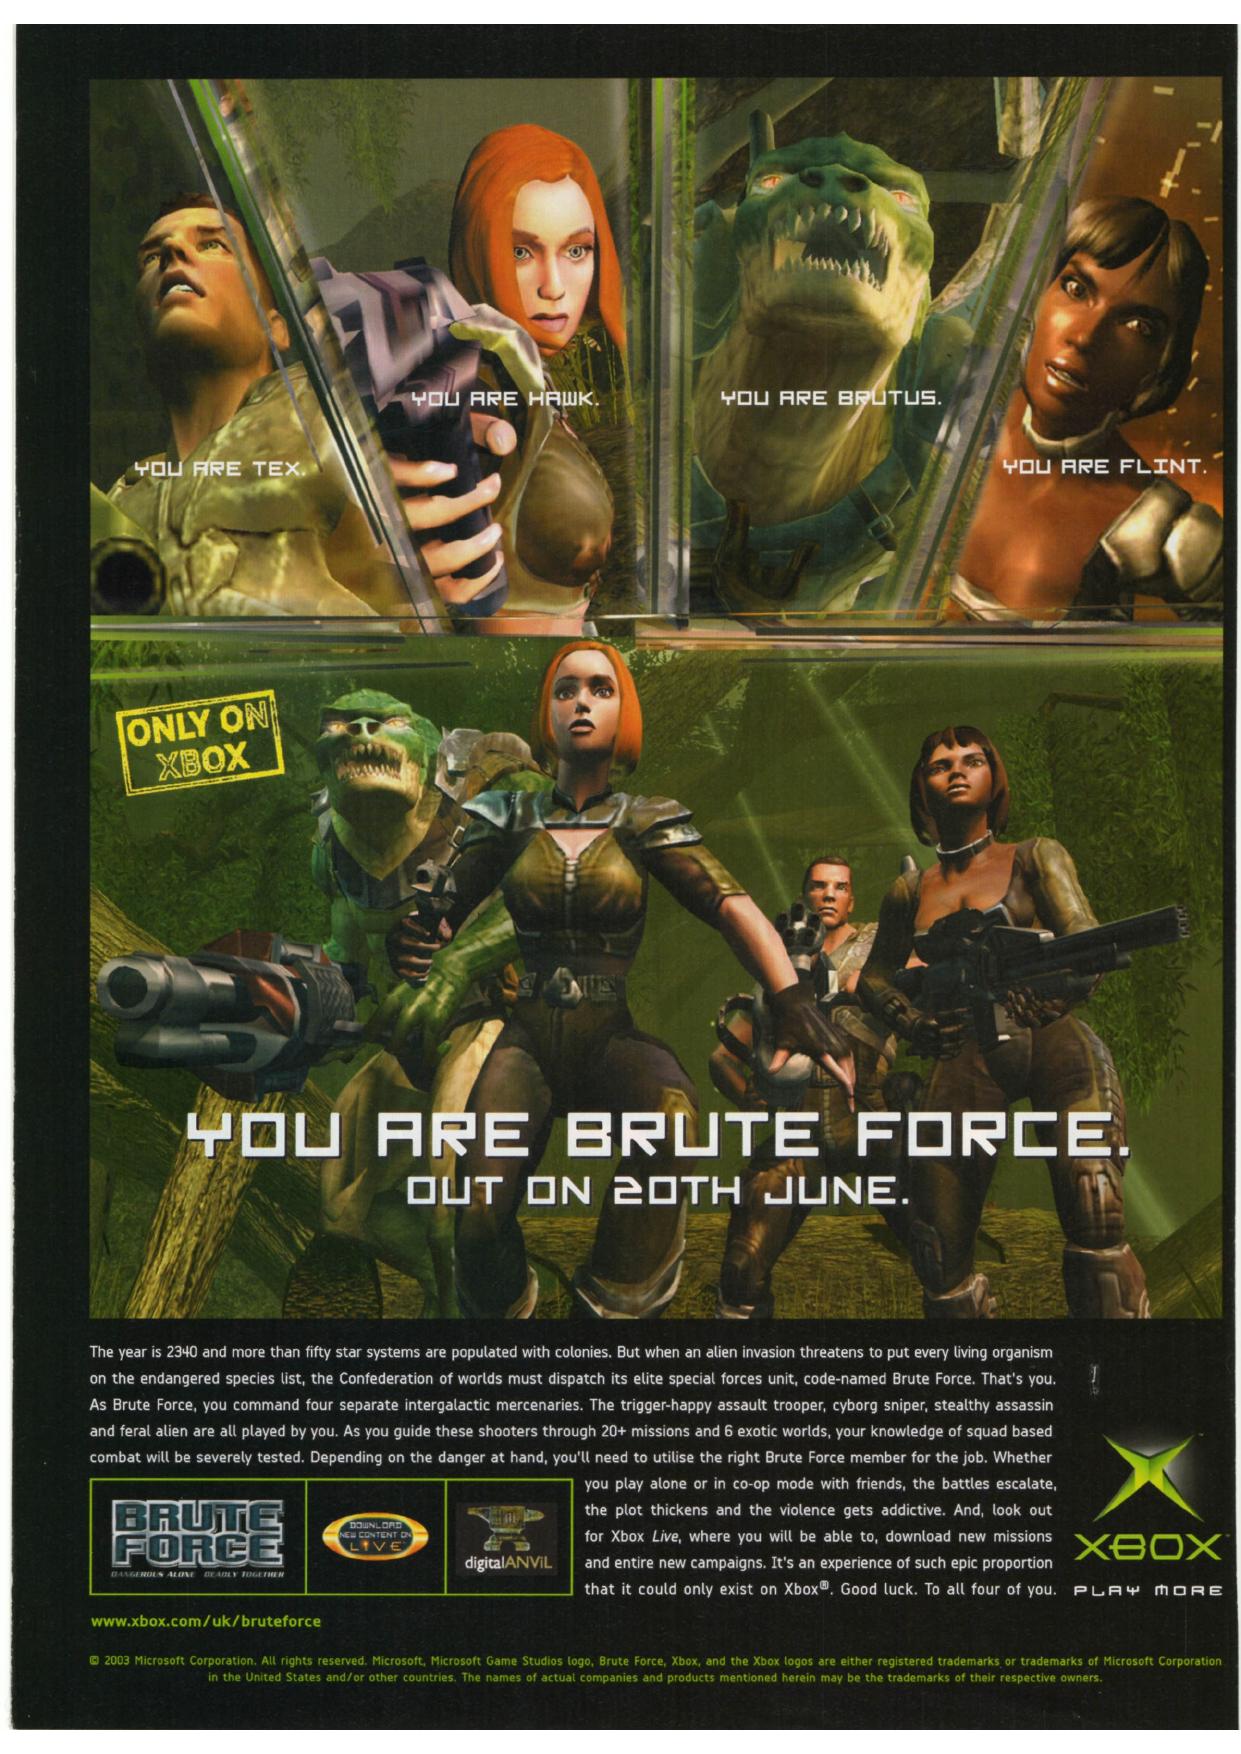 YOU ARE TEX.
YOU ARE HAWK.
YOU ARE BRUTUS.
YOU ARE FLINT.
ONLY ON
XBOX
YOU ARE BRUTE FORCE.
OUT ON 20TH JUNE.
The year is 2340 and more than fifty star systems are populated with colonies. But when an alien invasion threatens to put every living organism
on the endangered species list, the Confederation of worlds must dispatch its elite special forces unit, code-named Brute Force. That's you.
As Brute Force, you command four separate intergalactic mercenaries. The trigger-happy assault trooper, cyborg sniper, stealthy assassin
and feral alien are all played by you. As you guide these shooters through 20+ missions and 6 exotic worlds, your knowledge of squad based
combat will be severely tested. Depending on the danger at hand, you'll need to utilise the right Brute Force member for the job. Whether
you play alone or in co-op mode with friends, the battles escalate,
the plot thickens and the violence gets addictive. And, look out
for Xbox Live, where you will be able to, download new missions
and entire new campaigns. It's an experience of such epic proportion
that it could only exist on Xbox®. Good luck. To all four of you.
BRUTE
FORCE
DANGEROUS ALONE DEADLY TOGETHER
DOWNLOAD
NEW CONTENT ON
LIVE
digitalANVIL
XBOX™
PLAY MORE
www.xbox.com/uk/bruteforce
© 2003 Microsoft Corporation. All rights reserved. Microsoft, Microsoft Game Studios logo, Brute Force, Xbox, and the Xbox logos are either registered trademarks or trademarks of Microsoft Corporation
in the United States and/or other countries. The names of actual companies and products mentioned herein may be the trademarks of their respective owners.